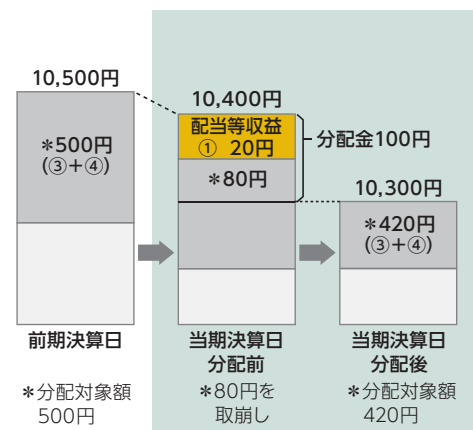 10,500円
＊500円
(③＋④)
前期決算日
＊分配対象額
500円
10,400円
配当等収益
① 20円
＊80円
分配金100円
当期決算日
分配前
＊80円を
取崩し
10,300円
＊420円
(③＋④)
当期決算日
分配後
＊分配対象額
420円